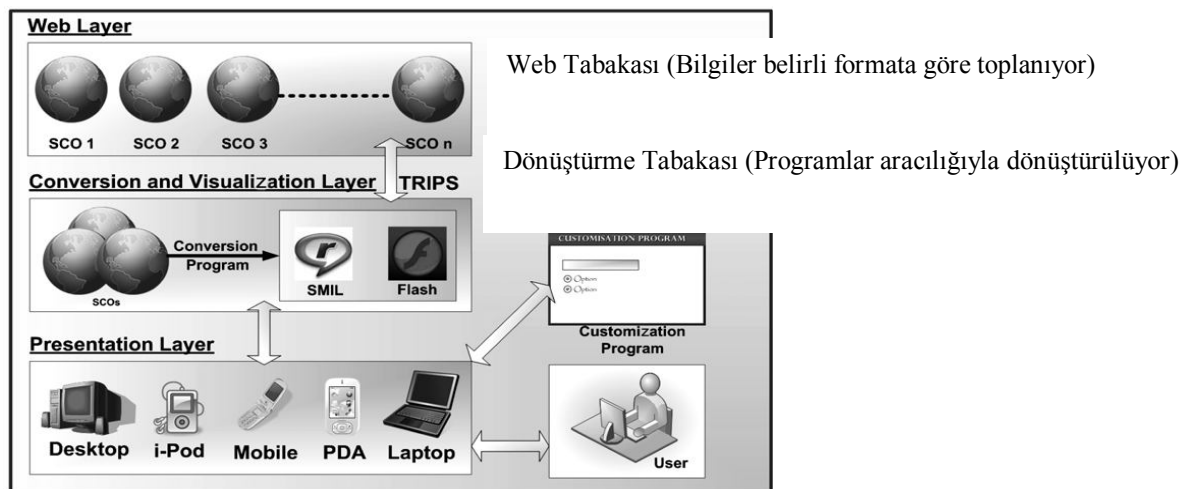 Web Layer
SCO 1 SCO 2 SCO 3 SCO n
Web Tabakası (Bilgiler belirli formata göre toplanıyor)
Dönüştürme Tabakası (Programlar aracılığıyla dönüştürülüyor)
Conversion and Visualization Layer TRIPS
SCOs
Conversion
Program
SMIL Flash
CUSTOMISATION PROGRAM
Option
Option
Customization
Program
Presentation Layer
Desktop i-Pod Mobile PDA Laptop
User